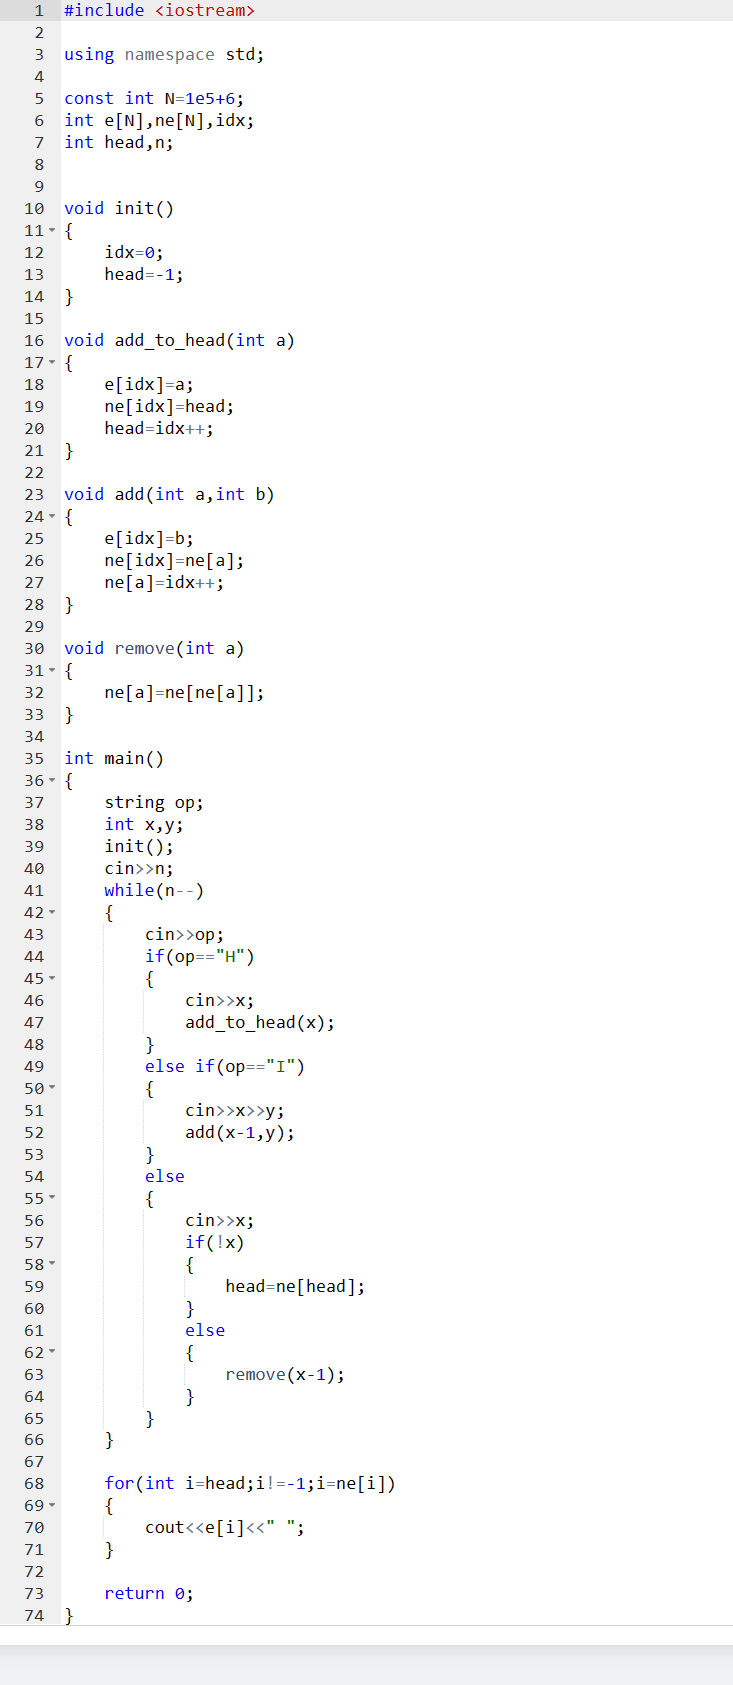 1 #include <iostream>
2
3 using namespace std;
4
5 const int N=1e5+6;
6 int e[N],ne[N],idx;
7 int head,n;
8
9
10 void init()
11 {
12     idx=0;
13     head=-1;
14 }
15
16 void add_to_head(int a)
17 {
18     e[idx]=a;
19     ne[idx]=head;
20     head=idx++;
21 }
22
23 void add(int a,int b)
24 {
25     e[idx]=b;
26     ne[idx]=ne[a];
27     ne[a]=idx++;
28 }
29
30 void remove(int a)
31 {
32     ne[a]=ne[ne[a]];
33 }
34
35 int main()
36 {
37     string op;
38     int x,y;
39     init();
40     cin>>n;
41     while(n--)
42     {
43         cin>>op;
44         if(op=="H")
45         {
46             cin>>x;
47             add_to_head(x);
48         }
49         else if(op=="I")
50         {
51             cin>>x>>y;
52             add(x-1,y);
53         }
54         else
55         {
56             cin>>x;
57             if(!x)
58             {
59                 head=ne[head];
60             }
61             else
62             {
63                 remove(x-1);
64             }
65         }
66     }
67
68     for(int i=head;i!=-1;i=ne[i])
69     {
70         cout<<e[i]<<" ";
71     }
72
73     return 0;
74 }